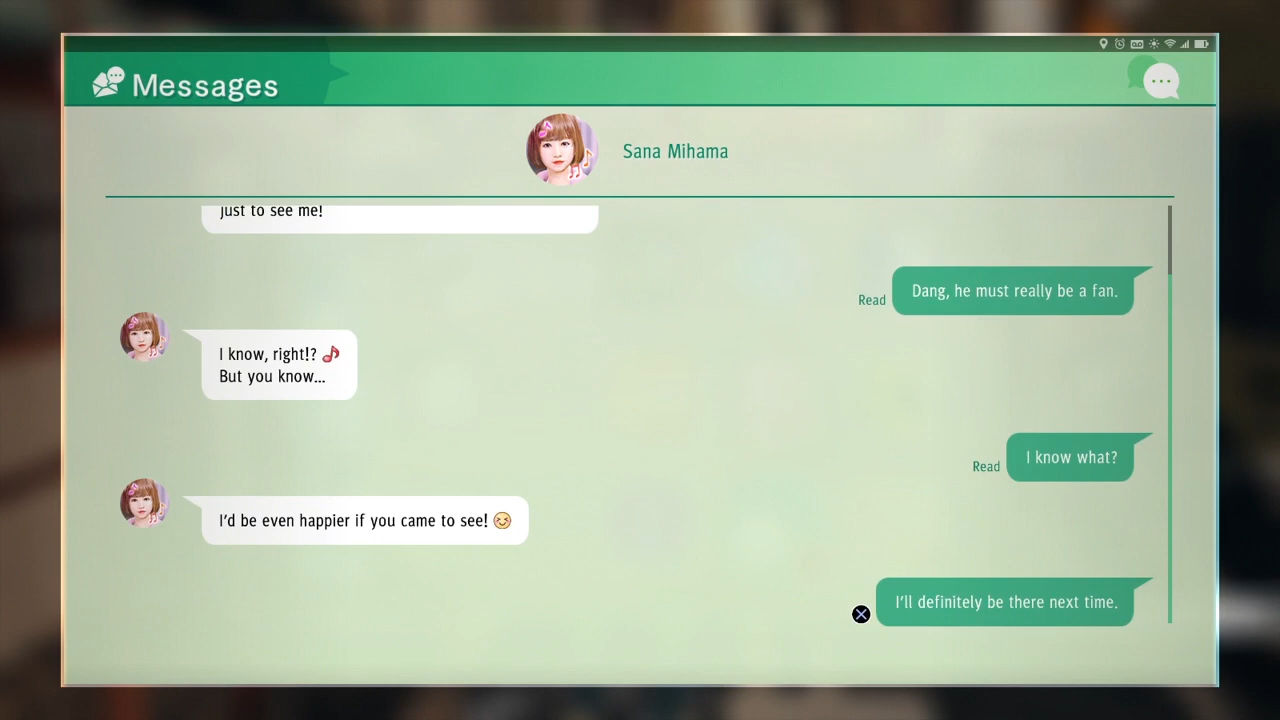 Messages
Sana Mihama
just to see me!
Dang, he must really be a fan.
Read
I know, right!?
But you know...
I know what?
Read
I'd be even happier if you came to see!
I'll definitely be there next time.